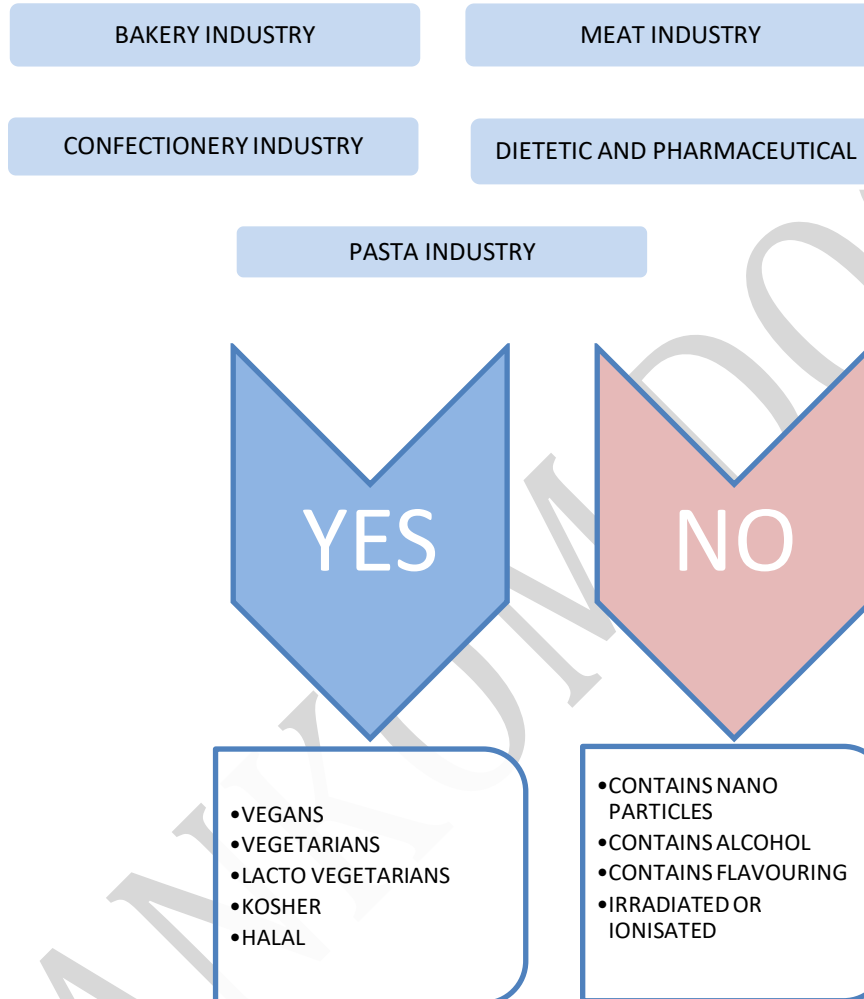 BAKERY INDUSTRY
MEAT INDUSTRY
CONFECTIONERY INDUSTRY
DIETETIC AND PHARMACEUTICAL
PASTA INDUSTRY
YES
NO
•VEGANS
•VEGETARIANS
•LACTO VEGETARIANS
•KOSHER
•HALAL
•CONTAINS NANO
PARTICLES
•CONTAINS ALCOHOL
•CONTAINS FLAVOURING
•IRRADIATED OR
IONISATED